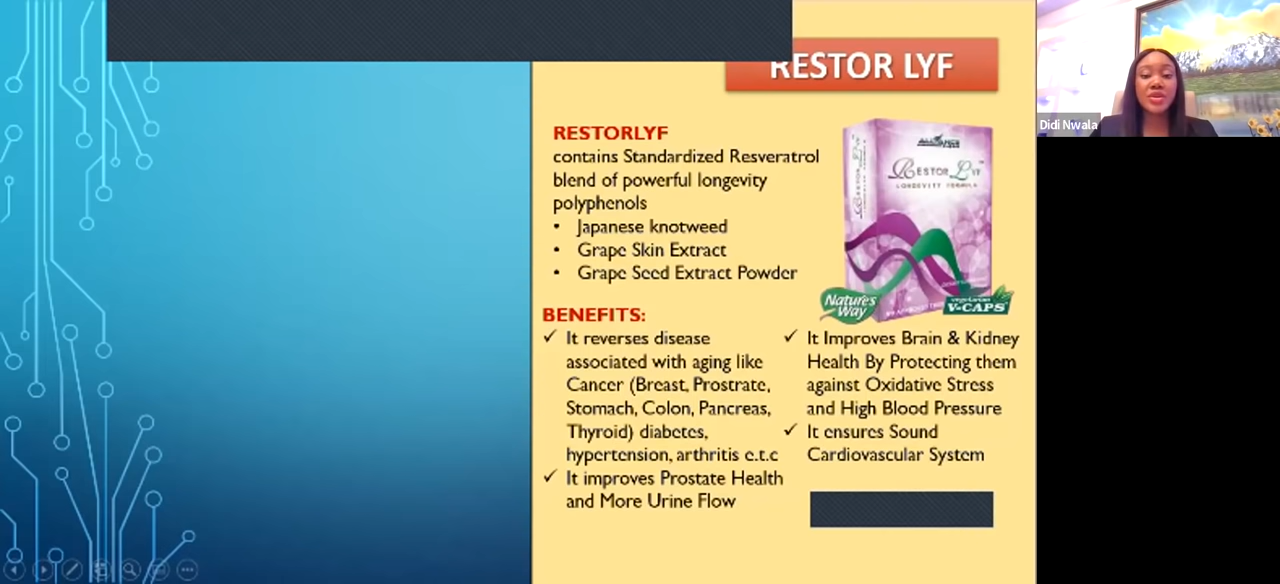 RESTOR LYF
Didi Nwala
RESTORLYF
contains Standardized Resveratrol
blend of powerful longevity
polyphenols
• Japanese knotweed
• Grape Skin Extract
• Grape Seed Extract Powder
RESTOR LYF
LONGEVITY FORMULA
Nature's
Way
vegetarian
V-CAPS
BENEFITS:
✓ It reverses disease
associated with aging like
Cancer (Breast, Prostrate,
Stomach, Colon, Pancreas,
Thyroid) diabetes,
hypertension, arthritis e.t.c
✓ It improves Prostate Health
and More Urine Flow
✓ It Improves Brain & Kidney
Health By Protecting them
against Oxidative Stress
and High Blood Pressure
✓ It ensures Sound
Cardiovascular System